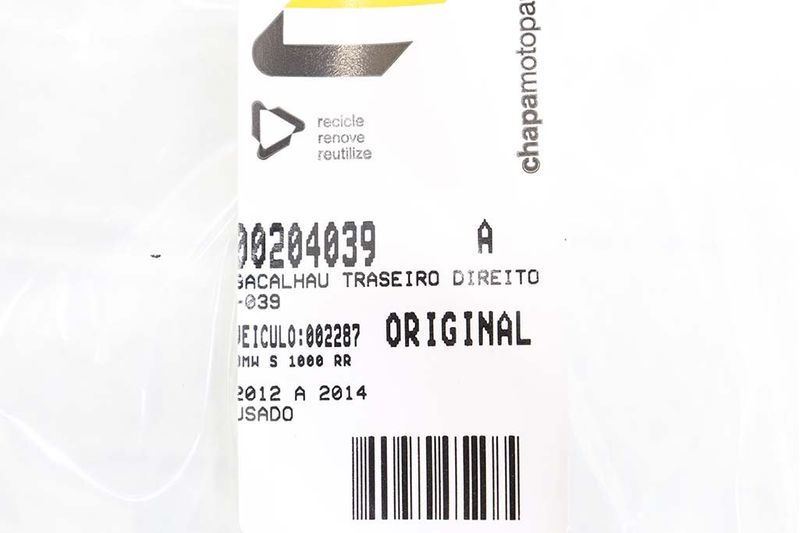 chapamotopa
recicle
renove
reutilize
00204039 A
BACALHAU TRASEIRO DIREITO
-039
VEICULO:002287 ORIGINAL
BMW S 1000 RR
2012 A 2014
USADO